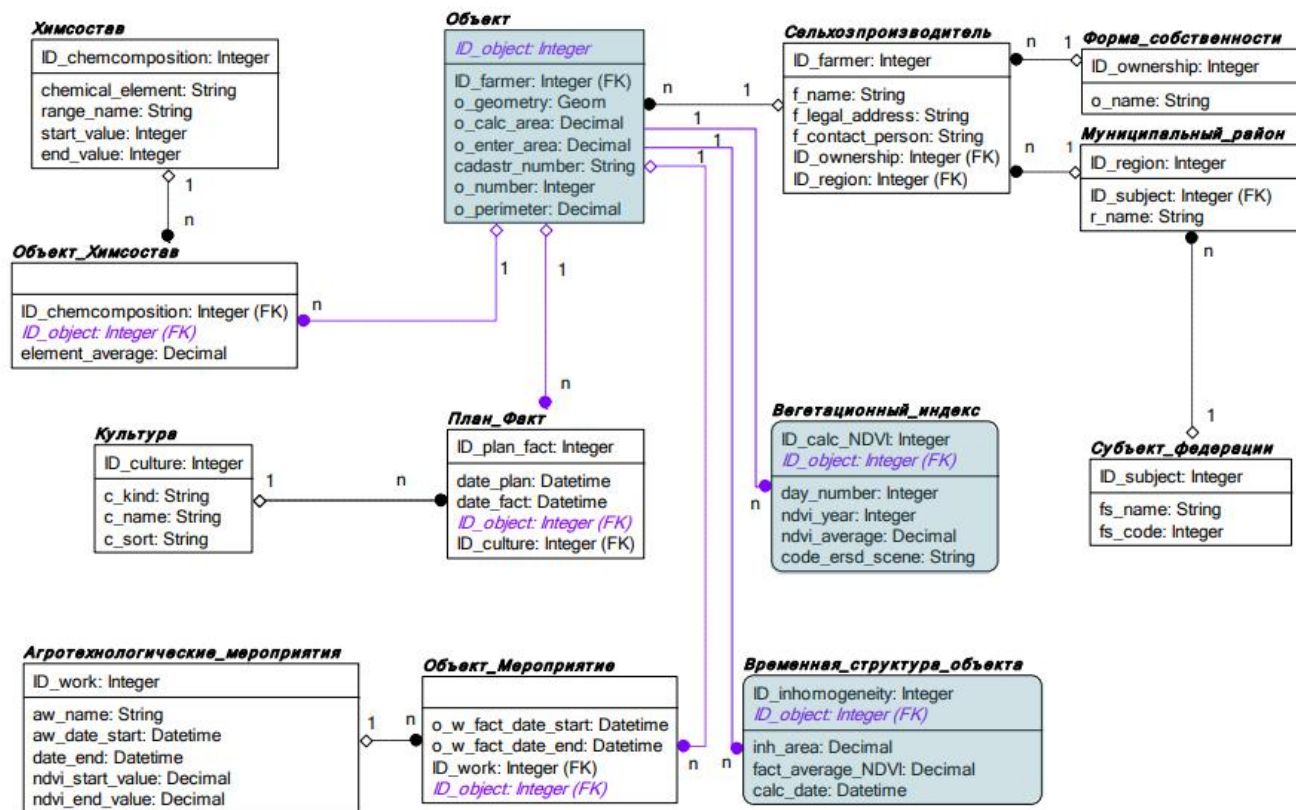 Химсостав
ID_chemcomposition: Integer
chemical_element: String
range_name: String
start_value: Integer
end_value: Integer
1
n
Объект
ID_object: Integer
ID_farmer: Integer (FK)
o_geometry: Geom
o_calc_area: Decimal
o_enter_area: Decimal
cadastr_number: String
o_number: Integer
o_perimeter: Decimal
n
1
1
1
1
1
1
Сельхозпроизводитель
ID_farmer: Integer
f_name: String
f_legal_address: String
f_contact_person: String
ID_ownership: Integer (FK)
ID_region: Integer (FK)
n
1
n
1
Форма_собственности
ID_ownership: Integer
o_name: String
Муниципальный_район
ID_region: Integer
ID_subject: Integer (FK)
r_name: String
n
1
Объект_Химсостав
ID_chemcomposition: Integer (FK)
ID_object: Integer (FK)
element_average: Decimal
n
n
Культура
ID_culture: Integer
c_kind: String
c_name: String
c_sort: String
1
n
План_Факт
ID_plan_fact: Integer
date_plan: Datetime
date_fact: Datetime
ID_object: Integer (FK)
ID_culture: Integer (FK)
Вегетационный_индекс
ID_calc_NDVI: Integer
ID_object: Integer (FK)
day_number: Integer
ndvi_year: Integer
ndvi_average: Decimal
code_ersd_scene: String
n
Субъект_федерации
ID_subject: Integer
fs_name: String
fs_code: Integer
Агротехнологические_мероприятия
ID_work: Integer
aw_name: String
aw_date_start: Datetime
date_end: Datetime
ndvi_start_value: Decimal
ndvi_end_value: Decimal
1
n
Объект_Мероприятие
o_w_fact_date_start: Datetime
o_w_fact_date_end: Datetime
ID_work: Integer (FK)
ID_object: Integer (FK)
n
n
Временная_структура_объекта
ID_inhomogeneity: Integer
ID_object: Integer (FK)
inh_area: Decimal
fact_average_NDVI: Decimal
calc_date: Datetime